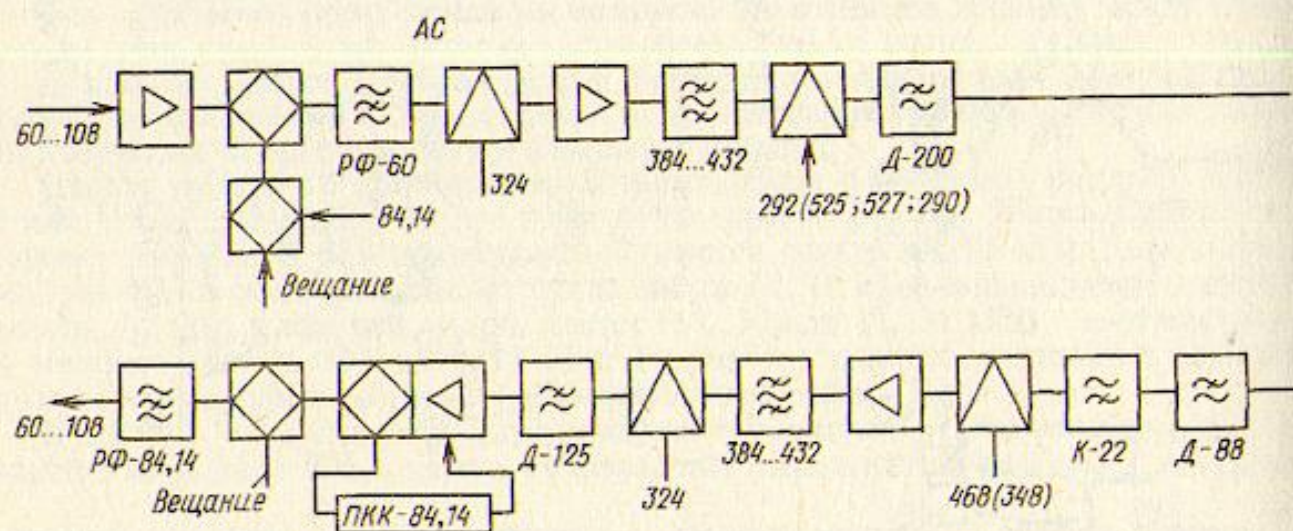 АС
60...108
РФ-60
324
384...432
292(525;527;290)
Д-200
84,14
Вещание
60...108
РФ-84,14
Вещание
ПКК-84,14
Д-125
324
384...432
468(348)
К-22
Д-88